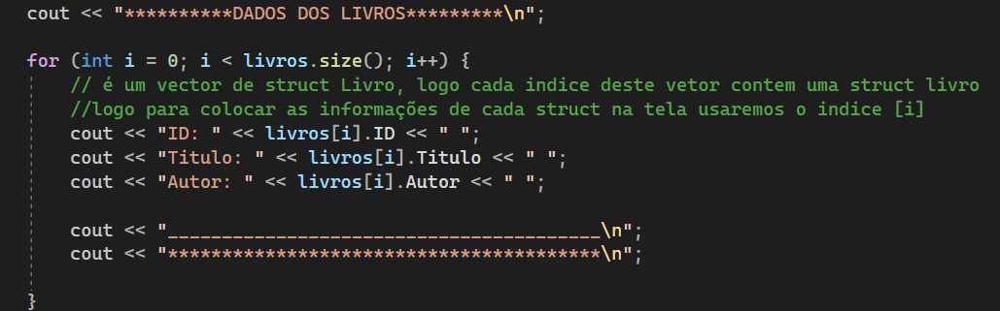 cout << "**********DADOS DOS LIVROS*********\n";
for (int i = 0; i < livros.size(); i++) {
// é um vector de struct Livro, logo cada indice deste vetor contem uma struct livro
//logo para colocar as informações de cada struct na tela usaremos o indice [i]
cout << "ID: " << livros[i].ID << " ";
cout << "Titulo: " << livros[i].Titulo << " ";
cout << "Autor: " << livros[i].Autor << " ";
cout << "________________________________________\n";
cout << "****************************************\n";
}